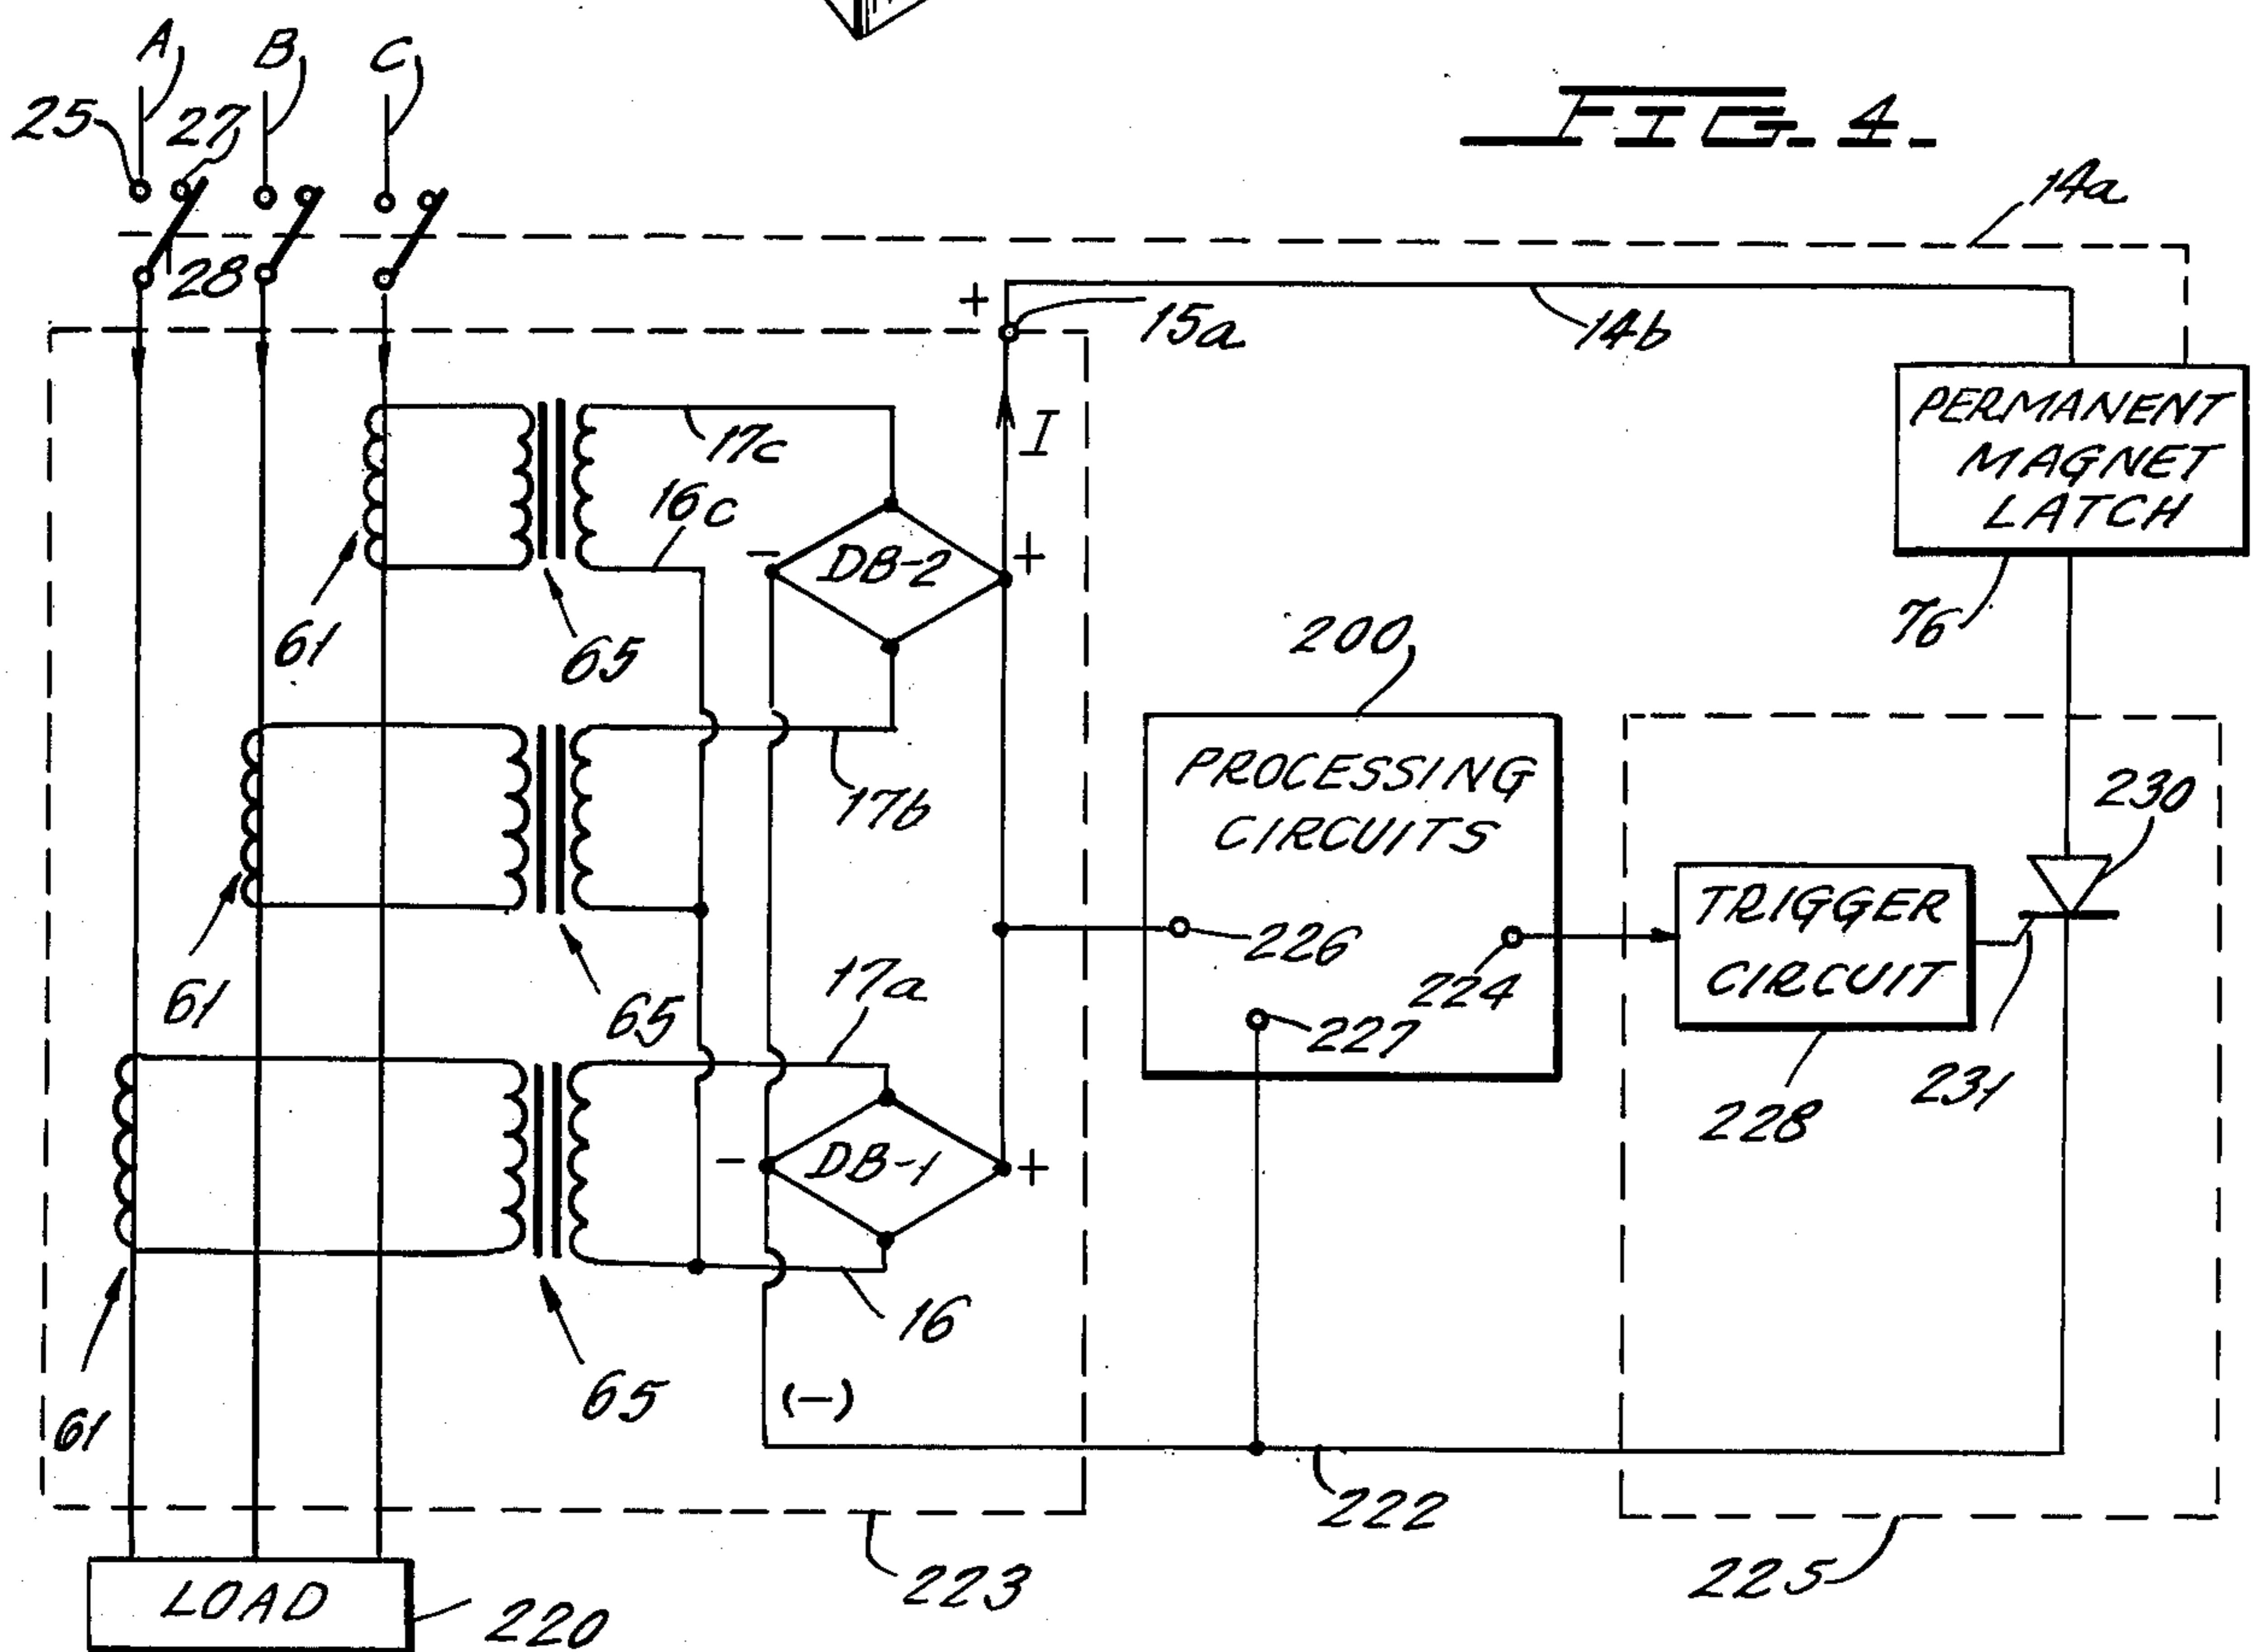 FIG. 4.
A
B
C
25
27
28
14a
+
15a
14b
I
PERMANENT
MAGNET
LATCH
76
17c
16c
-
DB-2
+
61
65
200
PROCESSING
CIRCUITS
226
224
227
17b
61
65
230
TRIGGER
CIRCUIT
231
228
17a
-
DB-1
+
16
61
65
(-)
222
223
225
LOAD
220